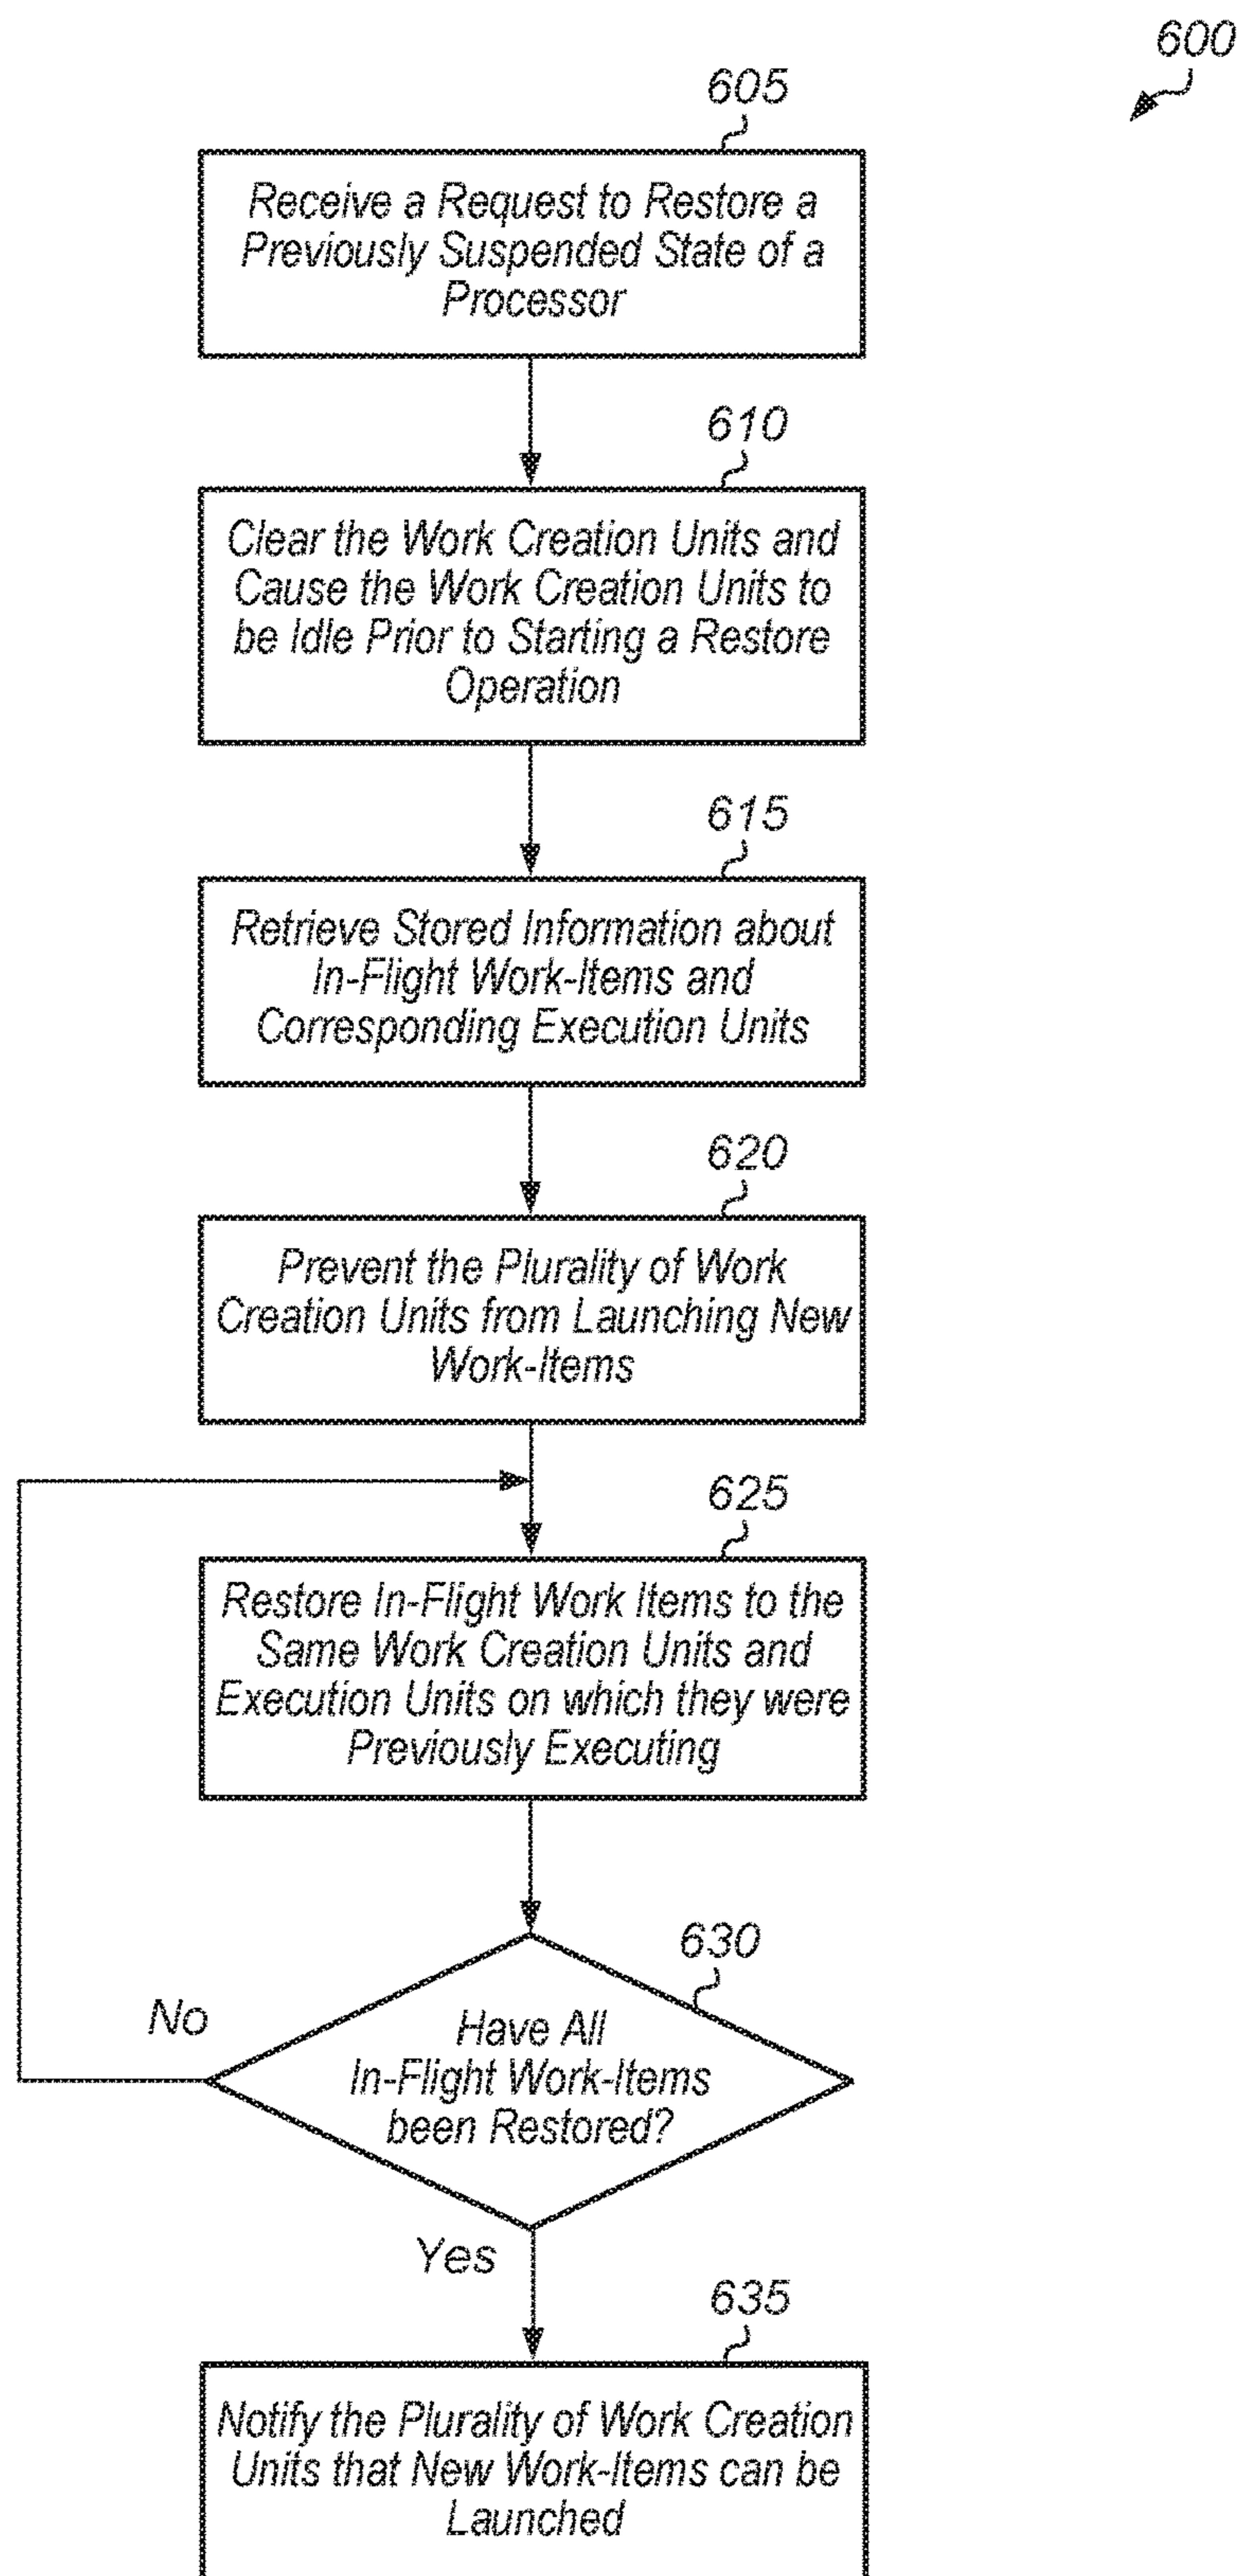 600
605
Receive a Request to Restore a
Previously Suspended State of a
Processor
610
Clear the Work Creation Units and
Cause the Work Creation Units to
be Idle Prior to Starting a Restore
Operation
615
Retrieve Stored Information about
In-Flight Work-Items and
Corresponding Execution Units
620
Prevent the Plurality of Work
Creation Units from Launching New
Work-Items
625
Restore In-Flight Work Items to the
Same Work Creation Units and
Execution Units on which they were
Previously Executing
630
No
Have All
In-Flight Work-Items
been Restored?
Yes
635
Notify the Plurality of Work Creation
Units that New Work-Items can be
Launched